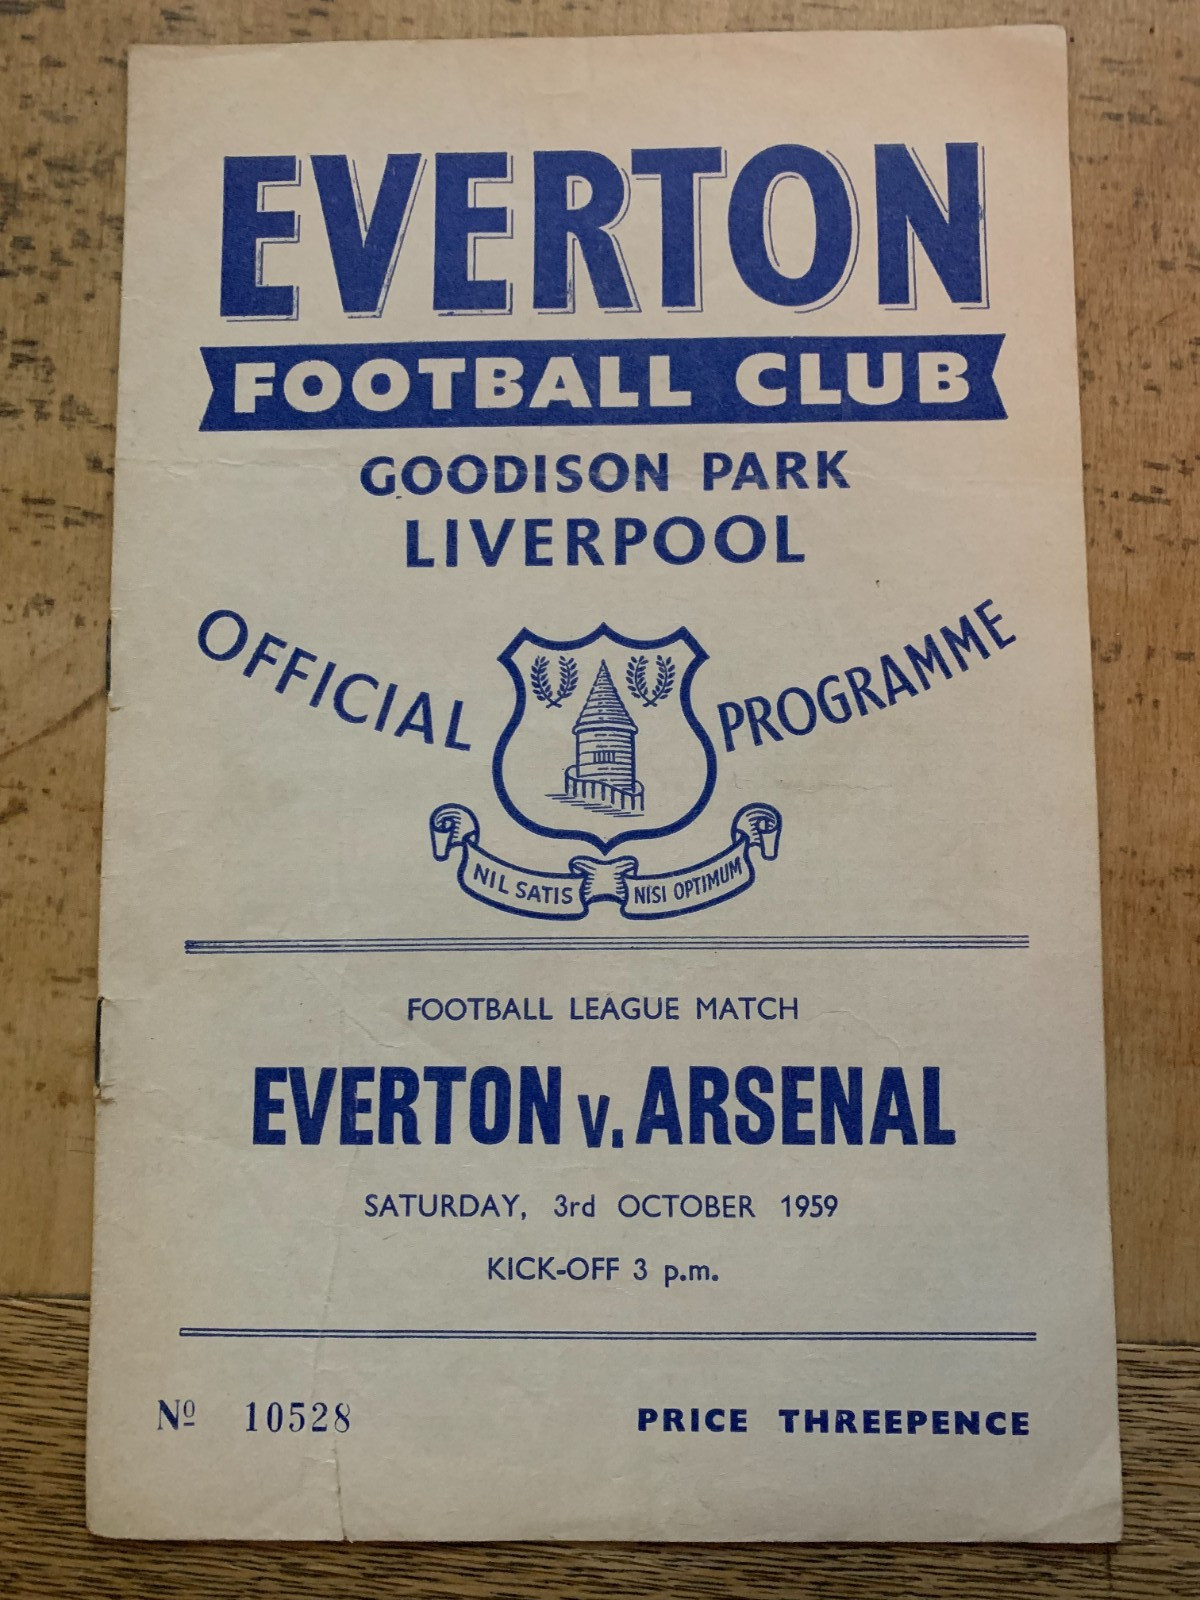 EVERTON
FOOTBALL CLUB
GOODISON PARK
LIVERPOOL
OFFICIAL PROGRAMME
NIL SATIS NISI OPTIMUM
FOOTBALL LEAGUE MATCH
EVERTON v. ARSENAL
SATURDAY, 3rd OCTOBER 1959
KICK-OFF 3 p.m.
Nº 10528 PRICE THREEPENCE